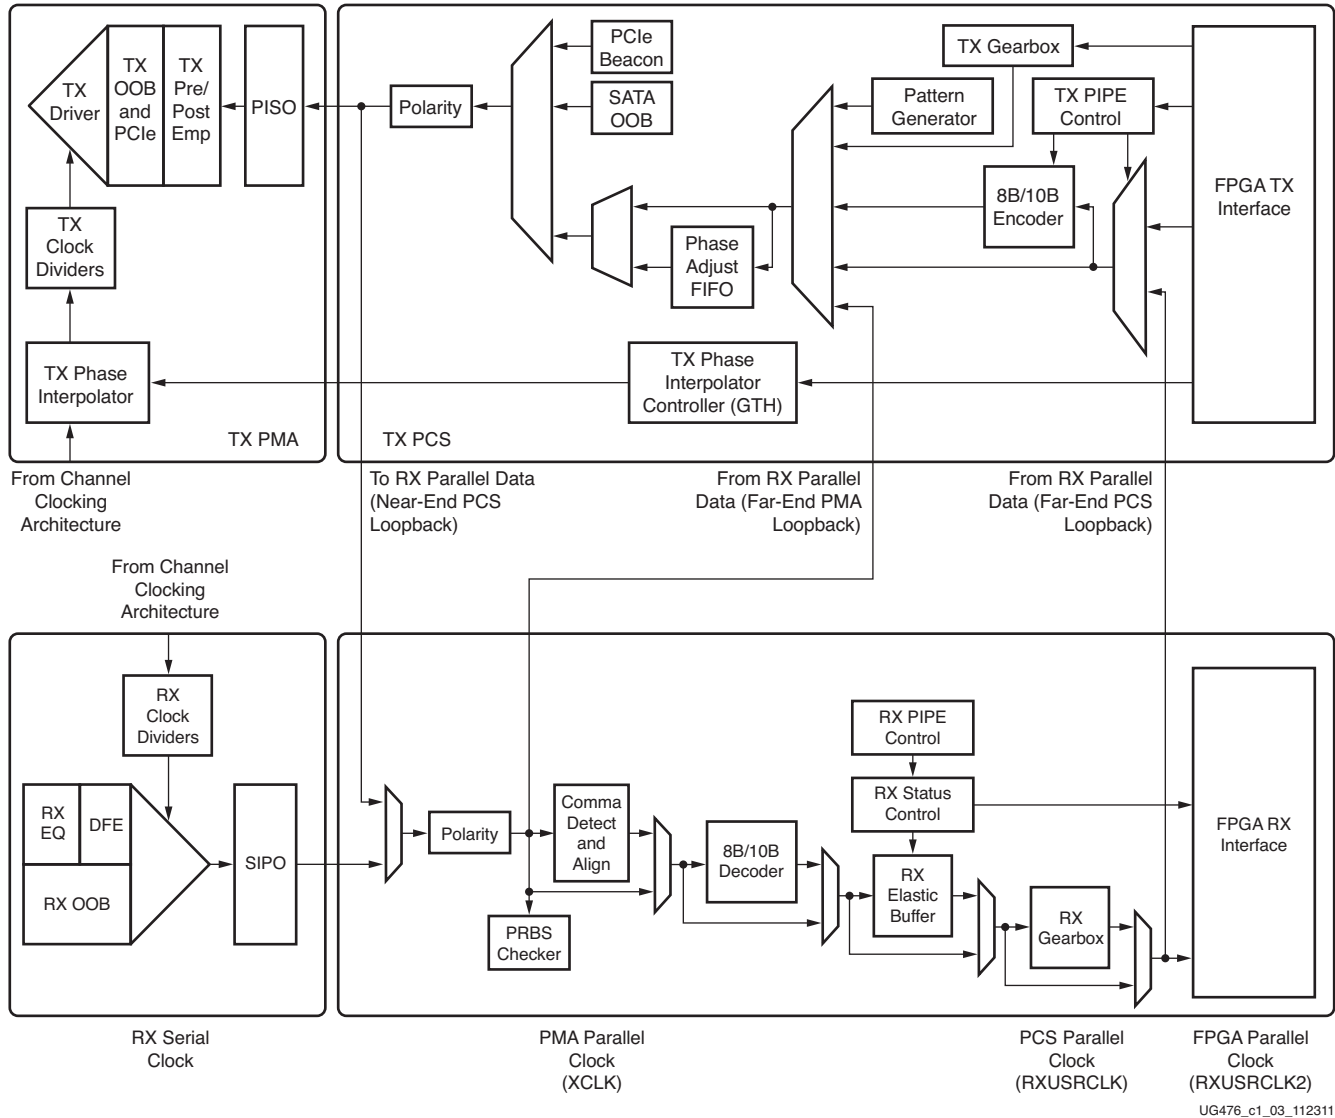 TX
Driver
TX
OOB
and
PCIe
TX
Pre/
Post
Emp
PISO
TX
Clock
Dividers
TX Phase
Interpolator
TX PMA
Polarity
PCIe
Beacon
SATA
OOB
Phase
Adjust
FIFO
TX Phase
Interpolator
Controller (GTH)
TX Gearbox
Pattern
Generator
TX PIPE
Control
8B/10B
Encoder
FPGA TX
Interface
TX PCS
From Channel
Clocking
Architecture
To RX Parallel Data
(Near-End PCS
Loopback)
From RX Parallel
Data (Far-End PMA
Loopback)
From RX Parallel
Data (Far-End PCS
Loopback)
From Channel
Clocking
Architecture
RX
Clock
Dividers
RX
EQ
DFE
RX OOB
SIPO
Polarity
PRBS
Checker
Comma
Detect
and
Align
8B/10B
Decoder
RX PIPE
Control
RX Status
Control
RX
Elastic
Buffer
RX
Gearbox
FPGA RX
Interface
RX Serial
Clock
PMA Parallel
Clock
(XCLK)
PCS Parallel
Clock
(RXUSRCLK)
FPGA Parallel
Clock
(RXUSRCLK2)
UG476_c1_03_112311